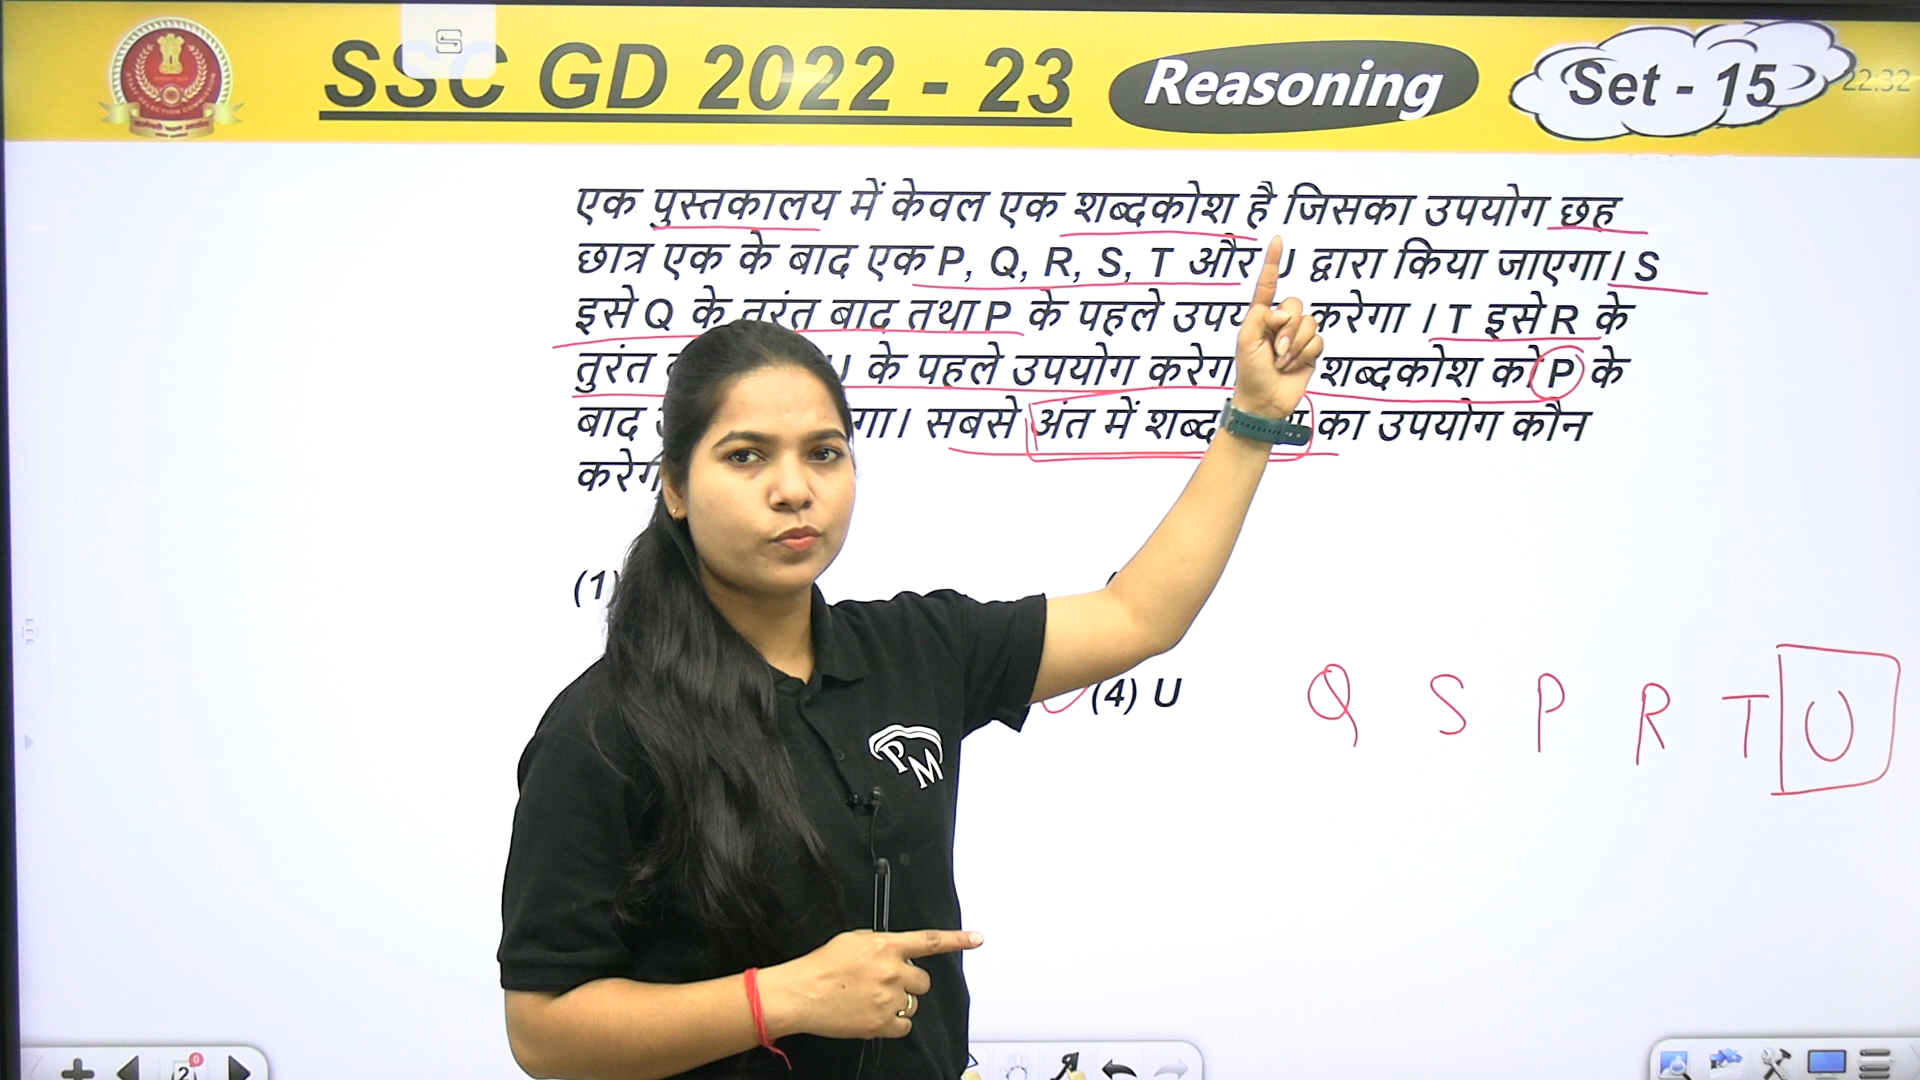 SSC GD 2022 - 23
Reasoning
Set - 15
22:32
एक पुस्तकालय में केवल एक शब्दकोश है जिसका उपयोग छह
छात्र एक के बाद एक P, Q, R, S, T और U द्वारा किया जाएगा। S
इसे Q के तुरंत बाद तथा P के पहले उपय करेगा । T इसे R के
तुरंत U के पहले उपयोग करेग शब्दकोश को P के
बाद गा। सबसे अंत में शब्द का उपयोग कौन
करेग
(1)
(4) U
Q S P R T U
PM
2